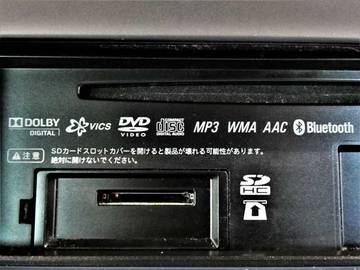 DOLBY DIGITAL VICS DVD VIDEO COMPACT disc DIGITAL AUDIO MP3 WMA AAC Bluetooth
注意 SDカードスロットカバーを開けると製品が壊れる可能性があります。
絶対に開けないでください。
SD
HC